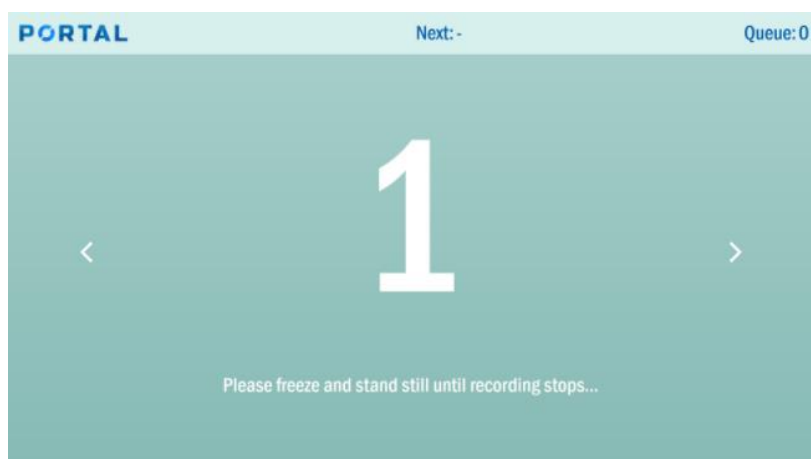 PORTAL Next: - Queue: 0
1
Please freeze and stand still until recording stops...